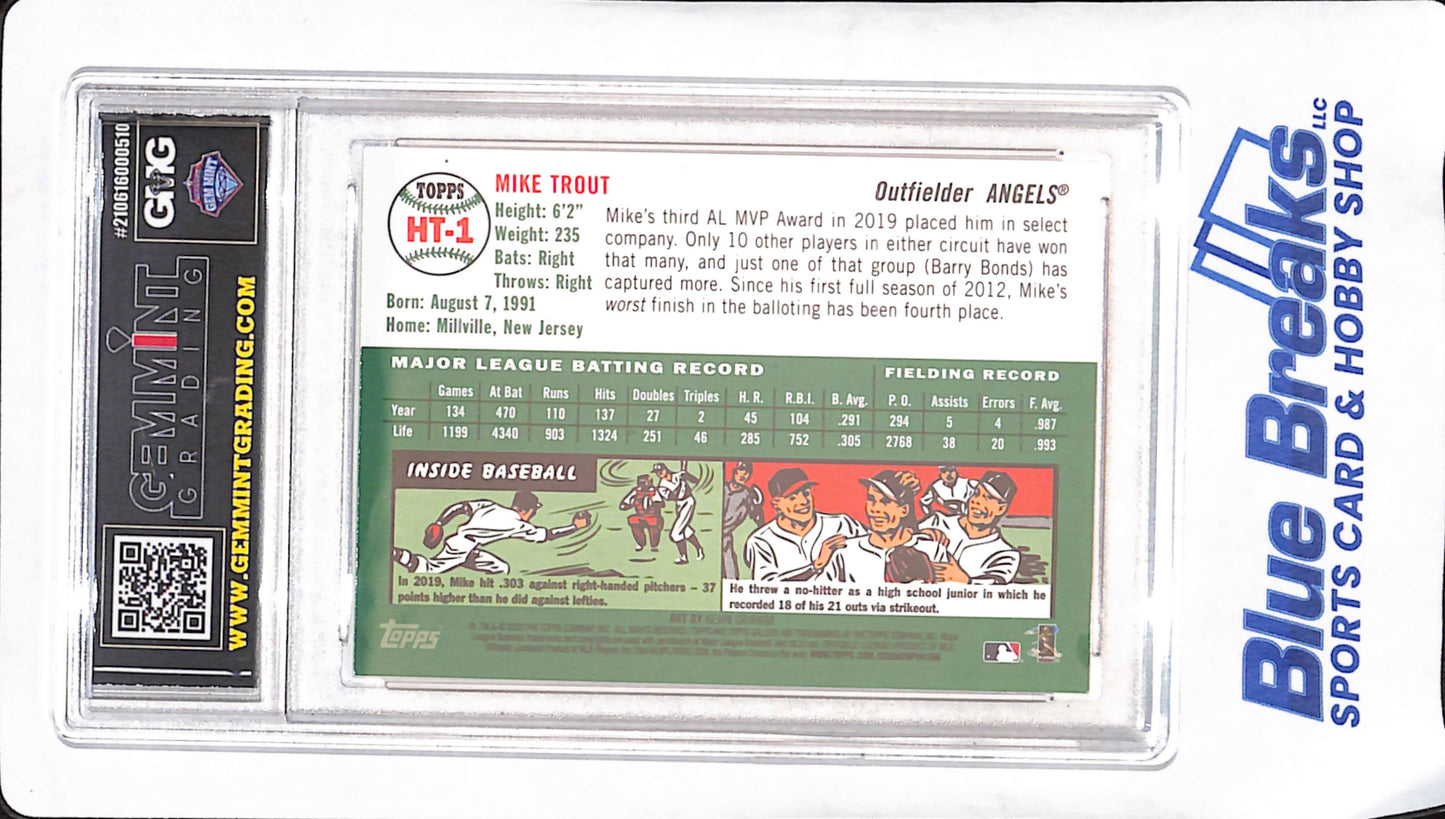 #2106160000510
GMG
GEM MINT
GEMMINT
GRADING
WWW.GEMMINTGRADING.COM
TOPPS
HT-1
MIKE TROUT
Outfielder ANGELS®
Height: 6'2"
Weight: 235
Bats: Right
Throws: Right
Born: August 7, 1991
Home: Millville, New Jersey
Mike's third AL MVP Award in 2019 placed him in select
company. Only 10 other players in either circuit have won
that many, and just one of that group (Barry Bonds) has
captured more. Since his first full season of 2012, Mike's
worst finish in the balloting has been fourth place.
MAJOR LEAGUE BATTING RECORD FIELDING RECORD
Games At Bat Runs Hits Doubles Triples H. R. R.B.I. B. Avg. P. O. Assists Errors F. Avg.
Year 134 470 110 137 27 2 45 104 .291 294 5 4 .987
Life 1199 4340 903 1324 251 46 285 752 .305 2768 38 20 .993
INSIDE BASEBALL
In 2019, Mike hit .303 against right-handed pitchers – 37
points higher than he did against lefties.
He threw a no-hitter as a high school junior in which he
recorded 18 of his 21 outs via strikeout.
ART BY KEVIN GRAHAM
topps
Blue Breaks LLC
SPORTS CARD & HOBBY SHOP